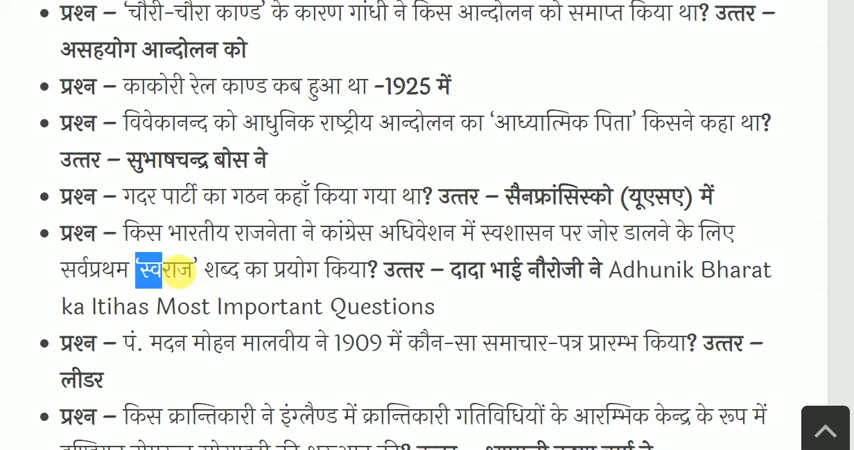 प्रश्न – ‘चौरी-चौरा काण्ड’ के कारण गांधी ने किस आन्दोलन को समाप्त किया था? उत्तर –
असहयोग आन्दोलन को
प्रश्न – काकोरी रेल काण्ड कब हुआ था -1925 में
प्रश्न – विवेकानन्द को आधुनिक राष्ट्रीय आन्दोलन का ‘आध्यात्मिक पिता’ किसने कहा था?
उत्तर – सुभाषचन्द्र बोस ने
प्रश्न – गदर पार्टी का गठन कहाँ किया गया था? उत्तर – सैनफ्रांसिस्को (यूएसए) में
प्रश्न – किस भारतीय राजनेता ने कांग्रेस अधिवेशन में स्वशासन पर जोर डालने के लिए
सर्वप्रथम ‘स्वराज’ शब्द का प्रयोग किया? उत्तर – दादा भाई नौरोजी ने Adhunik Bharat
ka Itihas Most Important Questions
प्रश्न – पं. मदन मोहन मालवीय ने 1909 में कौन-सा समाचार-पत्र प्रारम्भ किया? उत्तर –
लीडर
प्रश्न – किस क्रान्तिकारी ने इंग्लैण्ड में क्रान्तिकारी गतिविधियों के आरम्भिक केन्द्र के रूप में